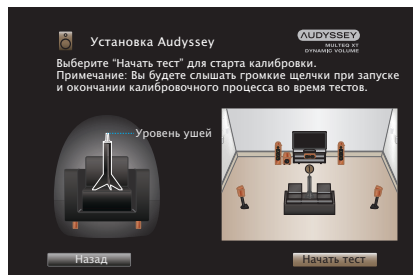 Установка Audyssey
AUDYSSEY
MULTEQ XT
DYNAMIC VOLUME
Выберите “Начать тест” для старта калибровки.
Примечание: Вы будете слышать громкие щелчки при запуске
и окончании калибровочного процесса во время тестов.
Уровень ушей
Назад
Начать тест